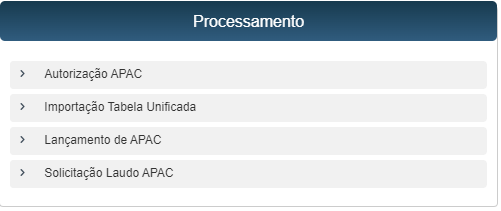 Processamento
Autorização APAC
Importação Tabela Unificada
Lançamento de APAC
Solicitação Laudo APAC